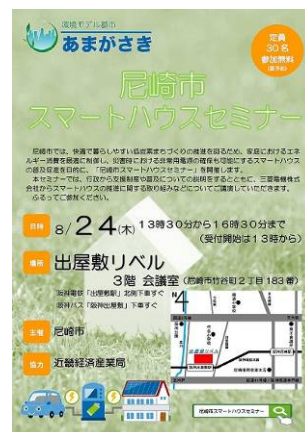 環境モデル都市
あまがさき
定員
30名
参加無料
尼崎市
スマートハウスセミナー
尼崎市では、快適で暮らしやすい低炭素まちづくりの推進を図るため、家庭におけるエネ
ルギー消費を最適に制御し、災害時における非常用電源の確保も可能にするスマートハウス
の普及促進を目的に、「尼崎市スマートハウスセミナー」を開催します。
本セミナーでは、行政から支援制度や普及についての説明をするとともに、三菱電機株式
会社からスマートハウスの推進に関する取り組みなどについてご講演していただきます。
ふるってご参加ください。
日時
8/24(木) 13時30分から16時30分まで
(受付開始は13時から)
場所
出屋敷リベル
3階 会議室 (尼崎市竹谷町2丁目183番)
阪神電鉄「出屋敷駅」北側下車すぐ
阪神バス「阪神出屋敷」下車すぐ
N
主催
尼崎市
協力
近畿経済産業局
尼崎市スマートハウスセミナー